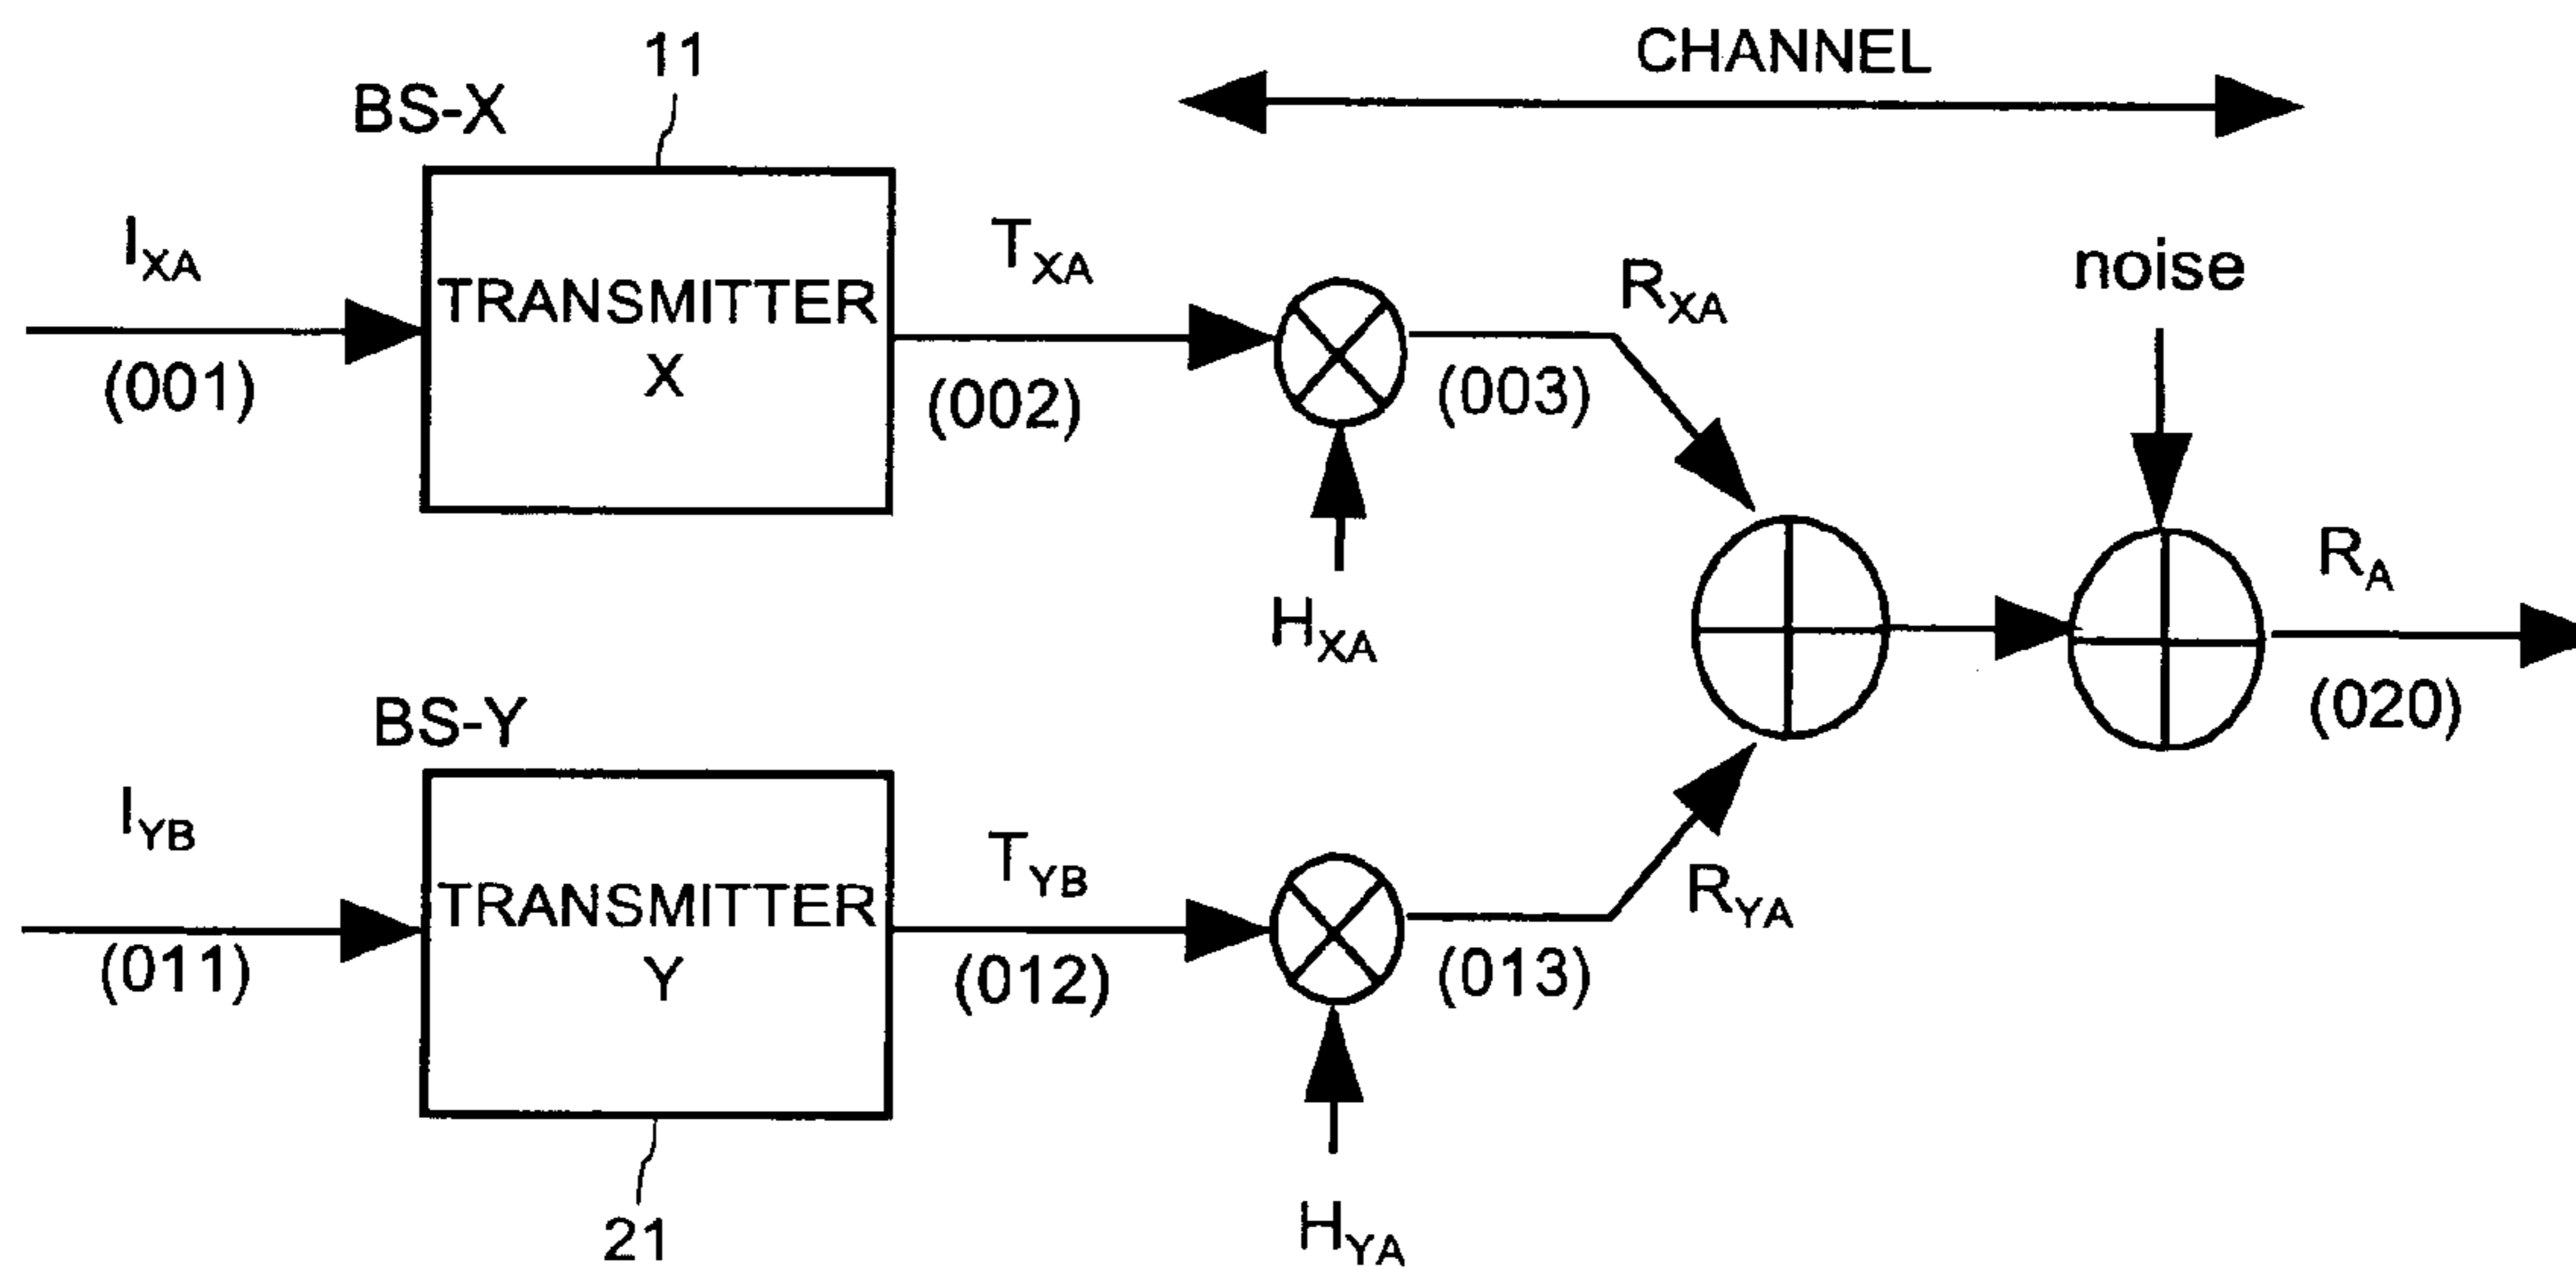 11
CHANNEL
BS-X
I_XA
T_XA
R_XA
noise
TRANSMITTER
X
(001)
(002)
(003)
R_A
H_XA
(020)
BS-Y
I_YB
T_YB
R_YA
TRANSMITTER
Y
(011)
(012)
(013)
21
H_YA